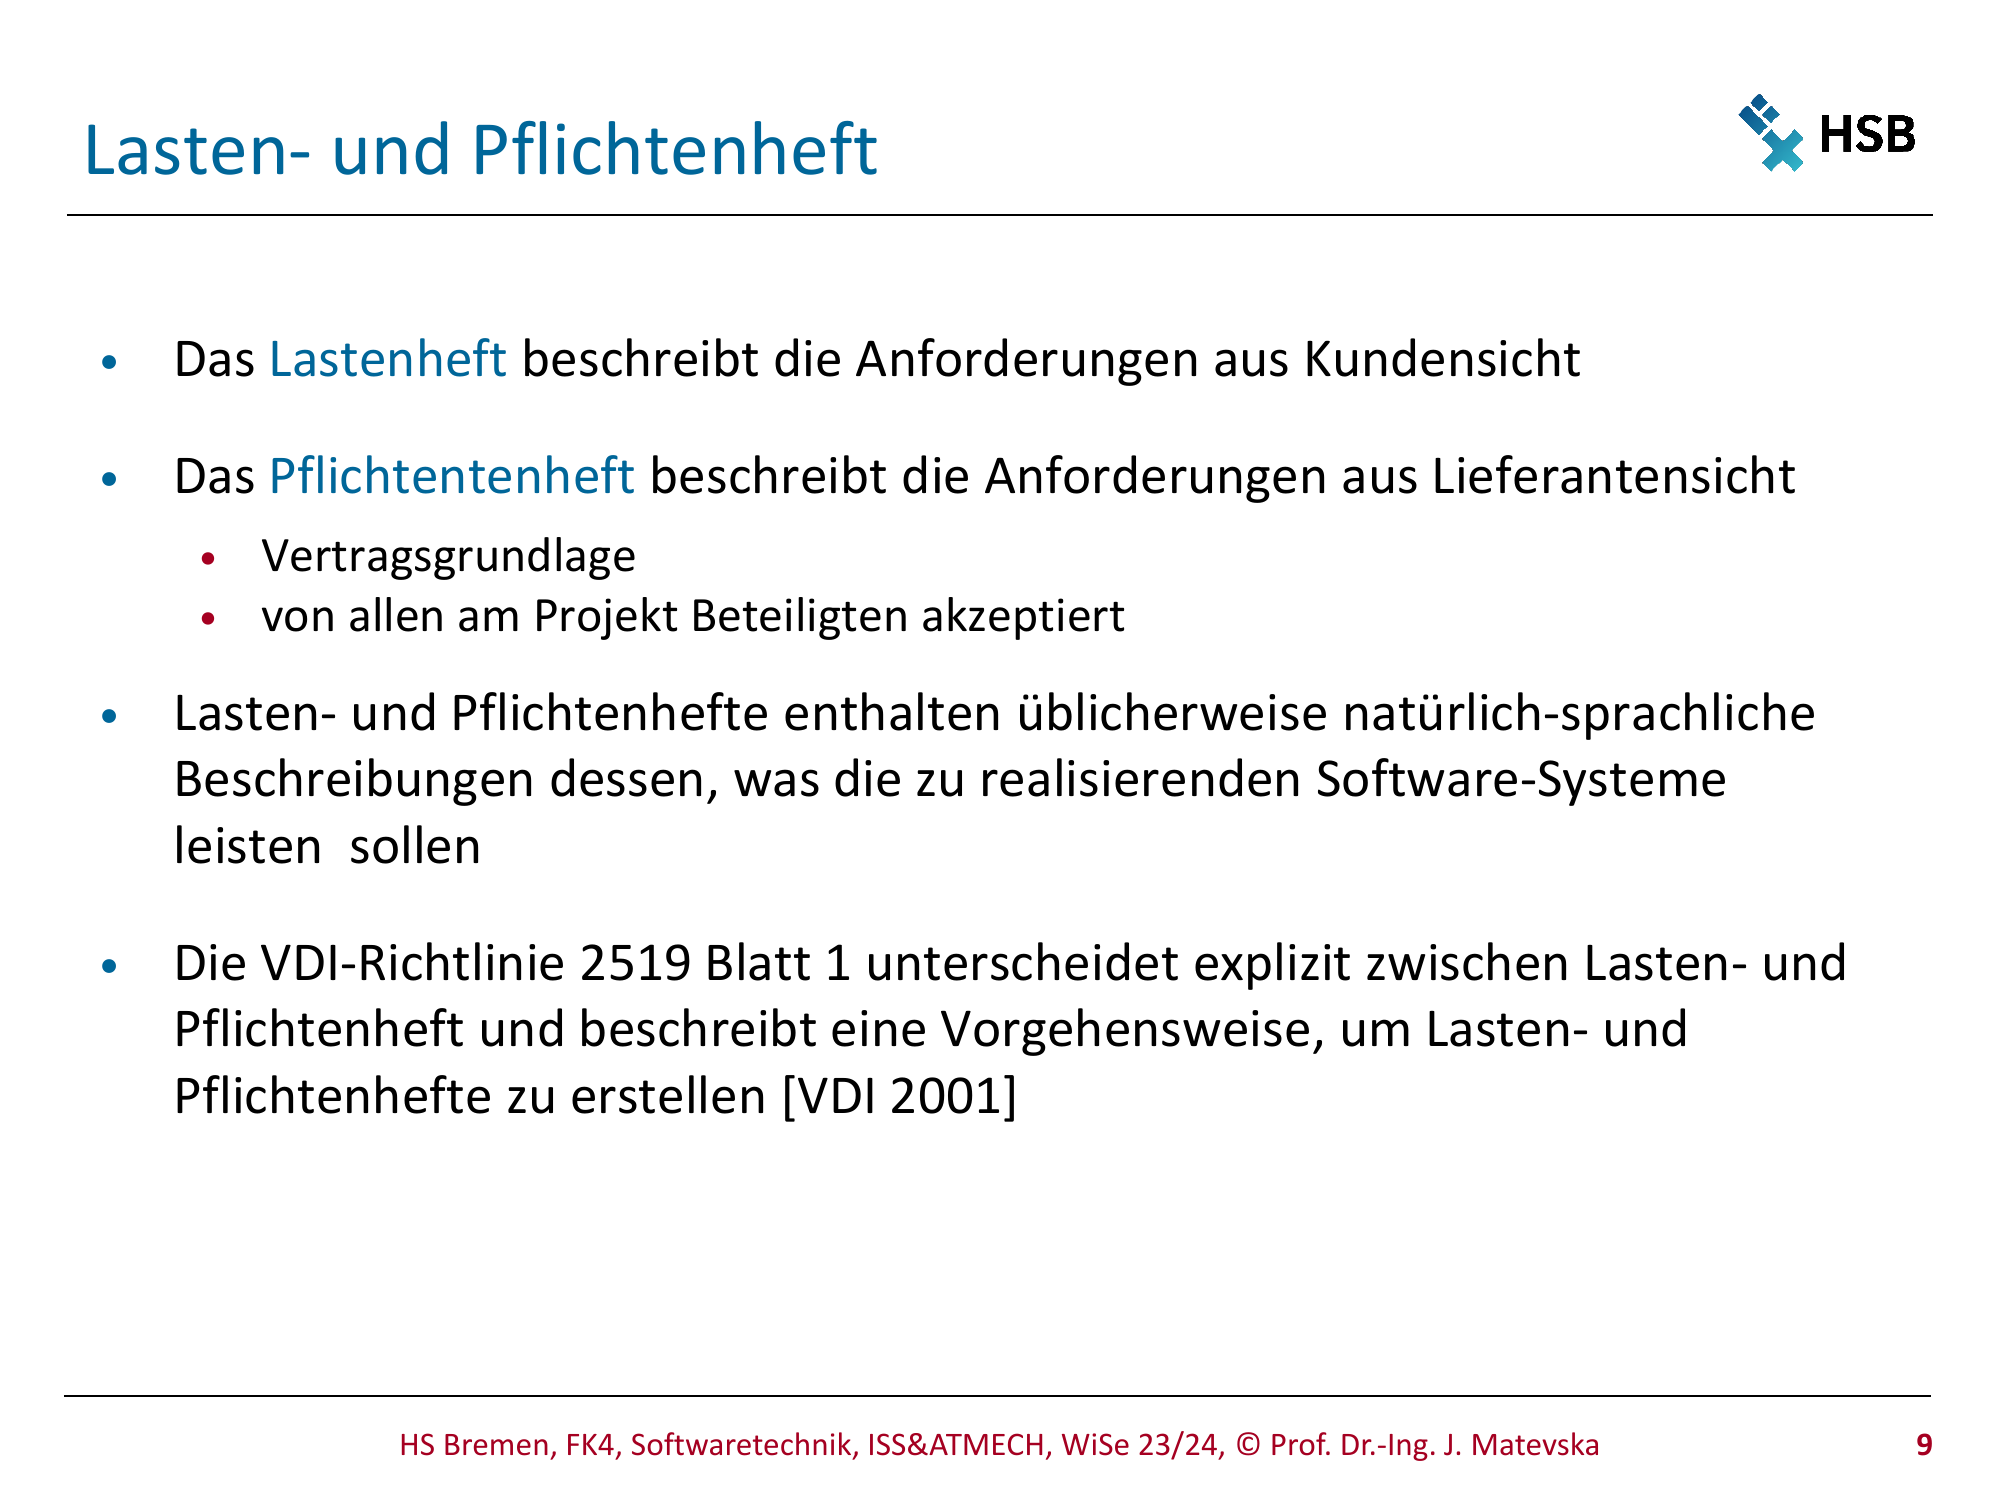 Lasten- und Pflichtenheft
HSB
• Das Lastenheft beschreibt die Anforderungen aus Kundensicht
• Das Pflichtentenheft beschreibt die Anforderungen aus Lieferantensicht
• Vertragsgrundlage
• von allen am Projekt Beteiligten akzeptiert
• Lasten- und Pflichtenhefte enthalten üblicherweise natürlich-sprachliche
Beschreibungen dessen, was die zu realisierenden Software-Systeme
leisten  sollen
• Die VDI-Richtlinie 2519 Blatt 1 unterscheidet explizit zwischen Lasten- und
Pflichtenheft und beschreibt eine Vorgehensweise, um Lasten- und
Pflichtenhefte zu erstellen [VDI 2001]
HS Bremen, FK4, Softwaretechnik, ISS&ATMECH, WiSe 23/24, © Prof. Dr.-Ing. J. Matevska
9